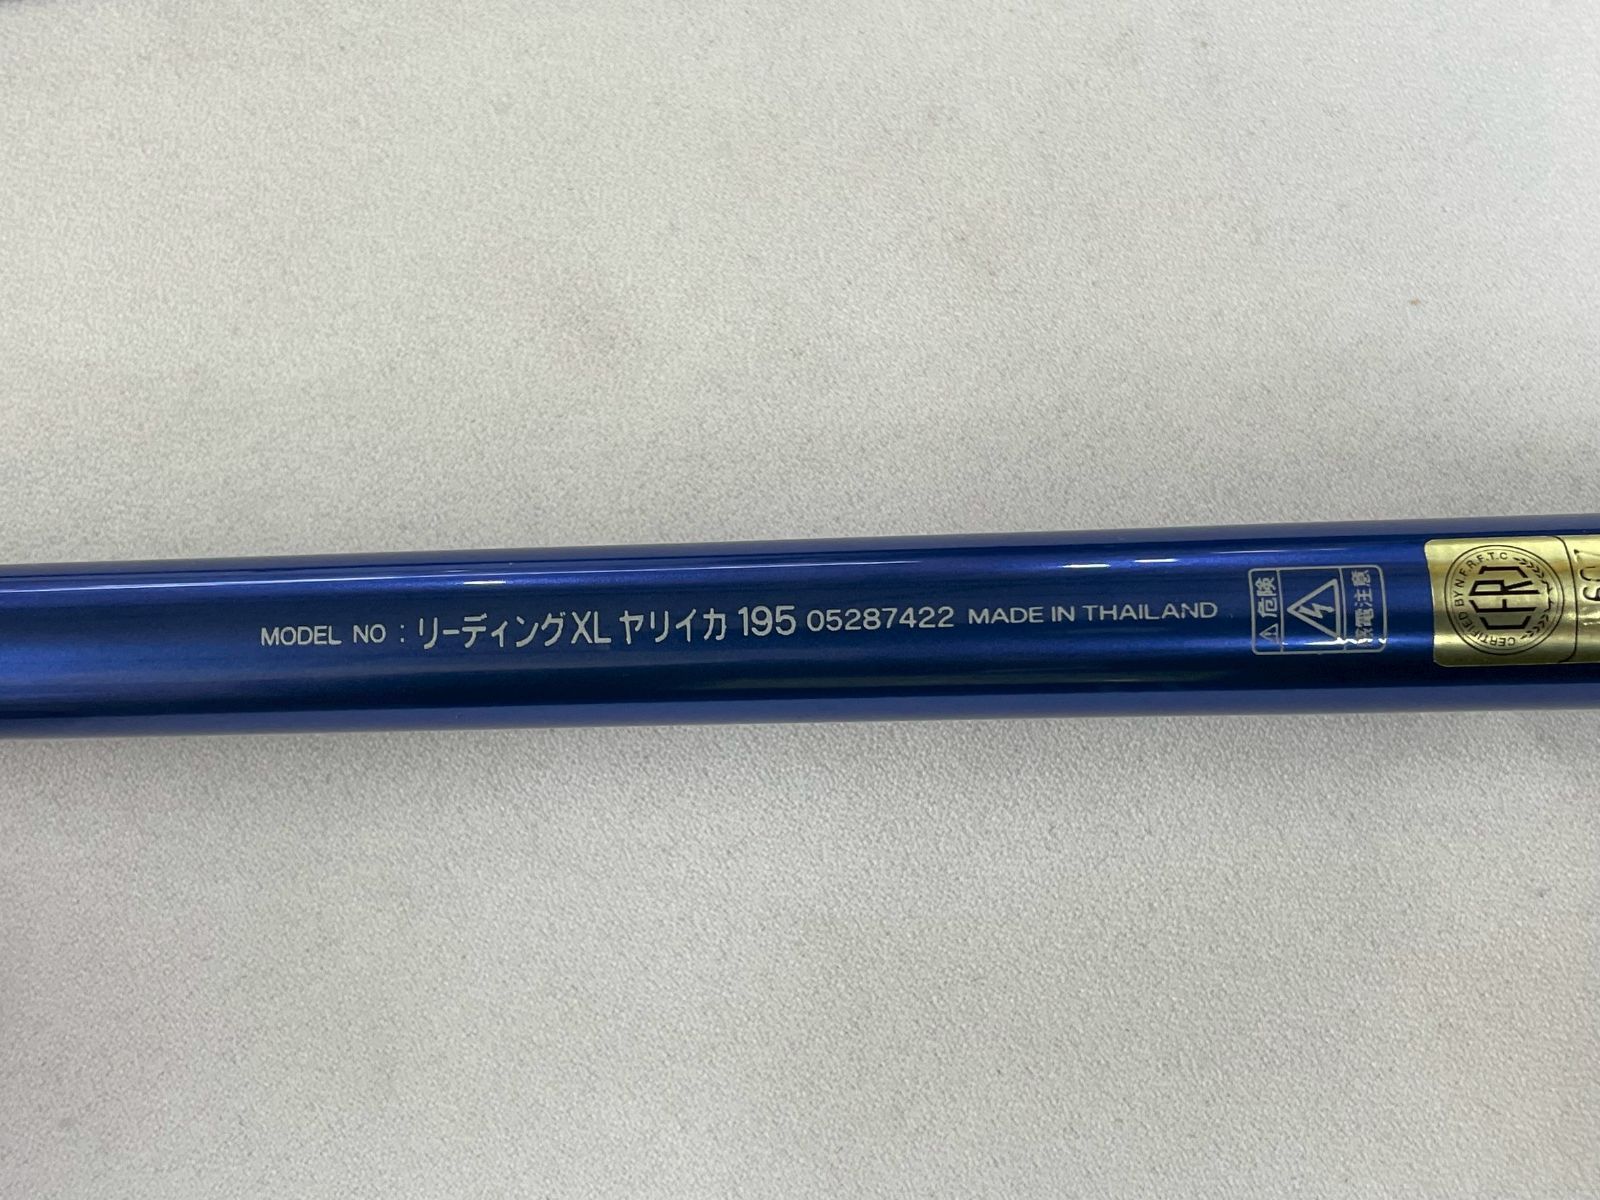 MODEL NO : リーディングXL ヤリイカ 195 05287422 MADE IN THAILAND
危険
感電注意
CERTIFIED BY N.F.R.F.T.C
CFRJ